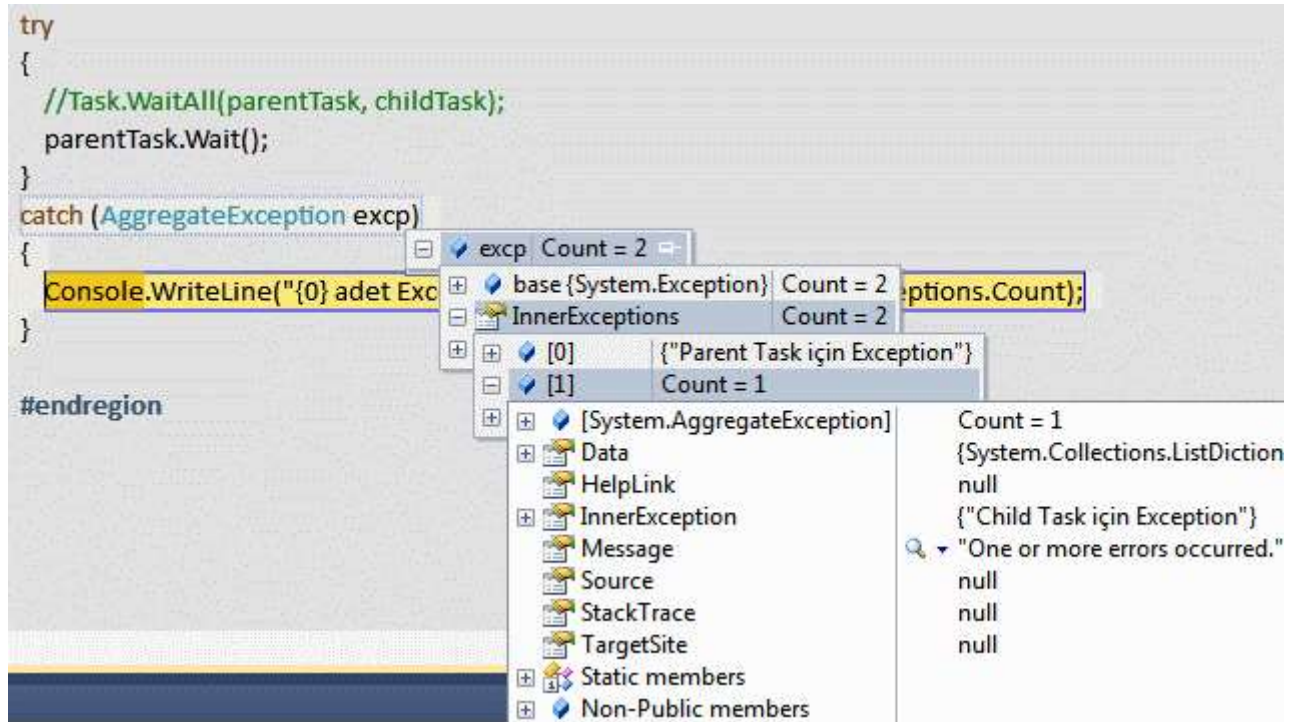 try
{
//Task.WaitAll(parentTask, childTask);
parentTask.Wait();
}
catch (AggregateException excp)
{
excp Count = 2
base {System.Exception} Count = 2
Console.WriteLine("{0} adet Exc ptions.Count);
InnerExceptions Count = 2
}
[0] {"Parent Task için Exception"}
[1] Count = 1
#endregion
[System.AggregateException] Count = 1
Data {System.Collections.ListDiction
HelpLink null
InnerException {"Child Task için Exception"}
Message "One or more errors occurred."
Source null
StackTrace null
TargetSite null
Static members
Non-Public members